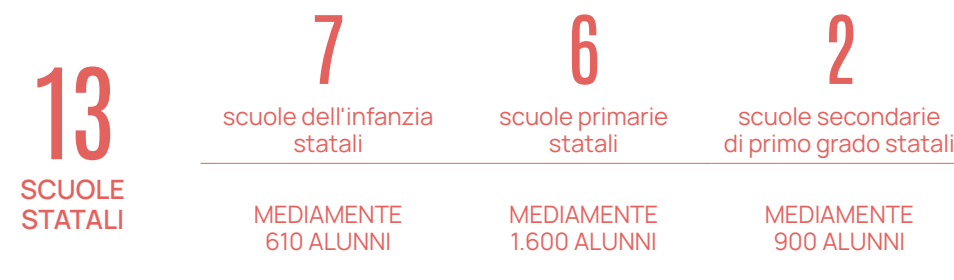 13
SCUOLE
STATALI
7
scuole dell'infanzia
statali
MEDIAMENTE
610 ALUNNI
6
scuole primarie
statali
MEDIAMENTE
1.600 ALUNNI
2
scuole secondarie
di primo grado statali
MEDIAMENTE
900 ALUNNI